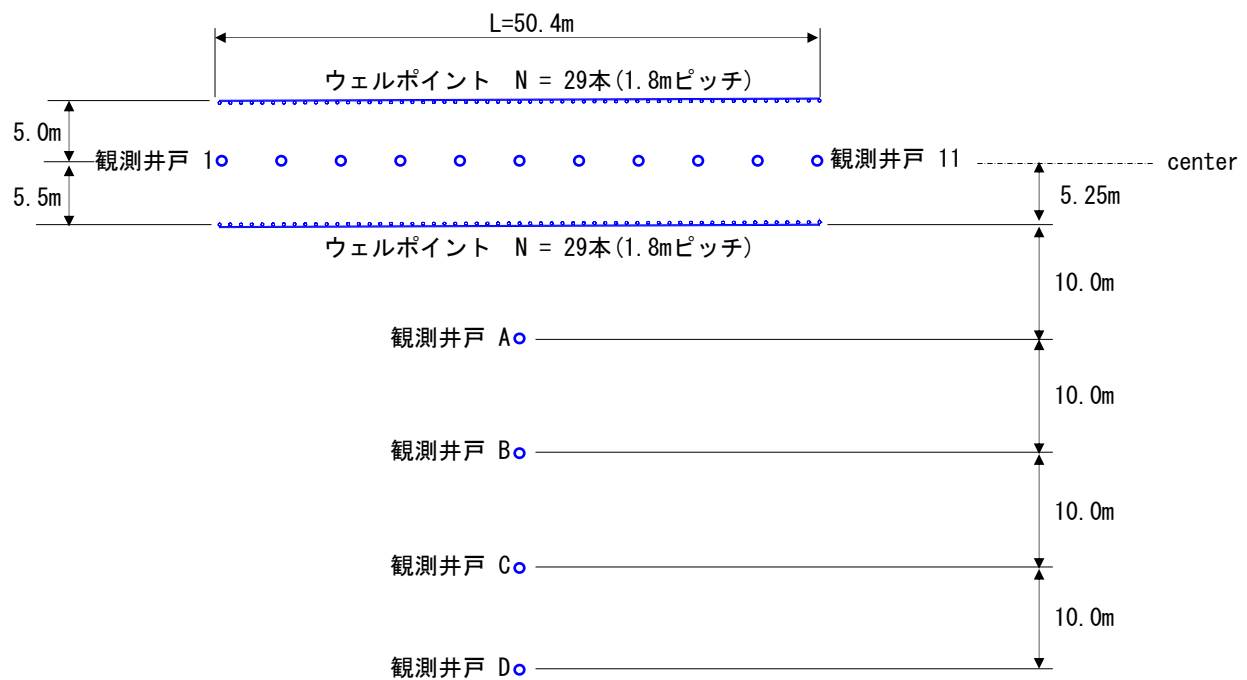 L=50.4m
ウェルポイント N = 29本(1.8mピッチ)
5.0m
観測井戸 1
観測井戸 11
center
5.5m
5.25m
ウェルポイント N = 29本(1.8mピッチ)
10.0m
観測井戸 A
10.0m
観測井戸 B
10.0m
観測井戸 C
10.0m
観測井戸 D